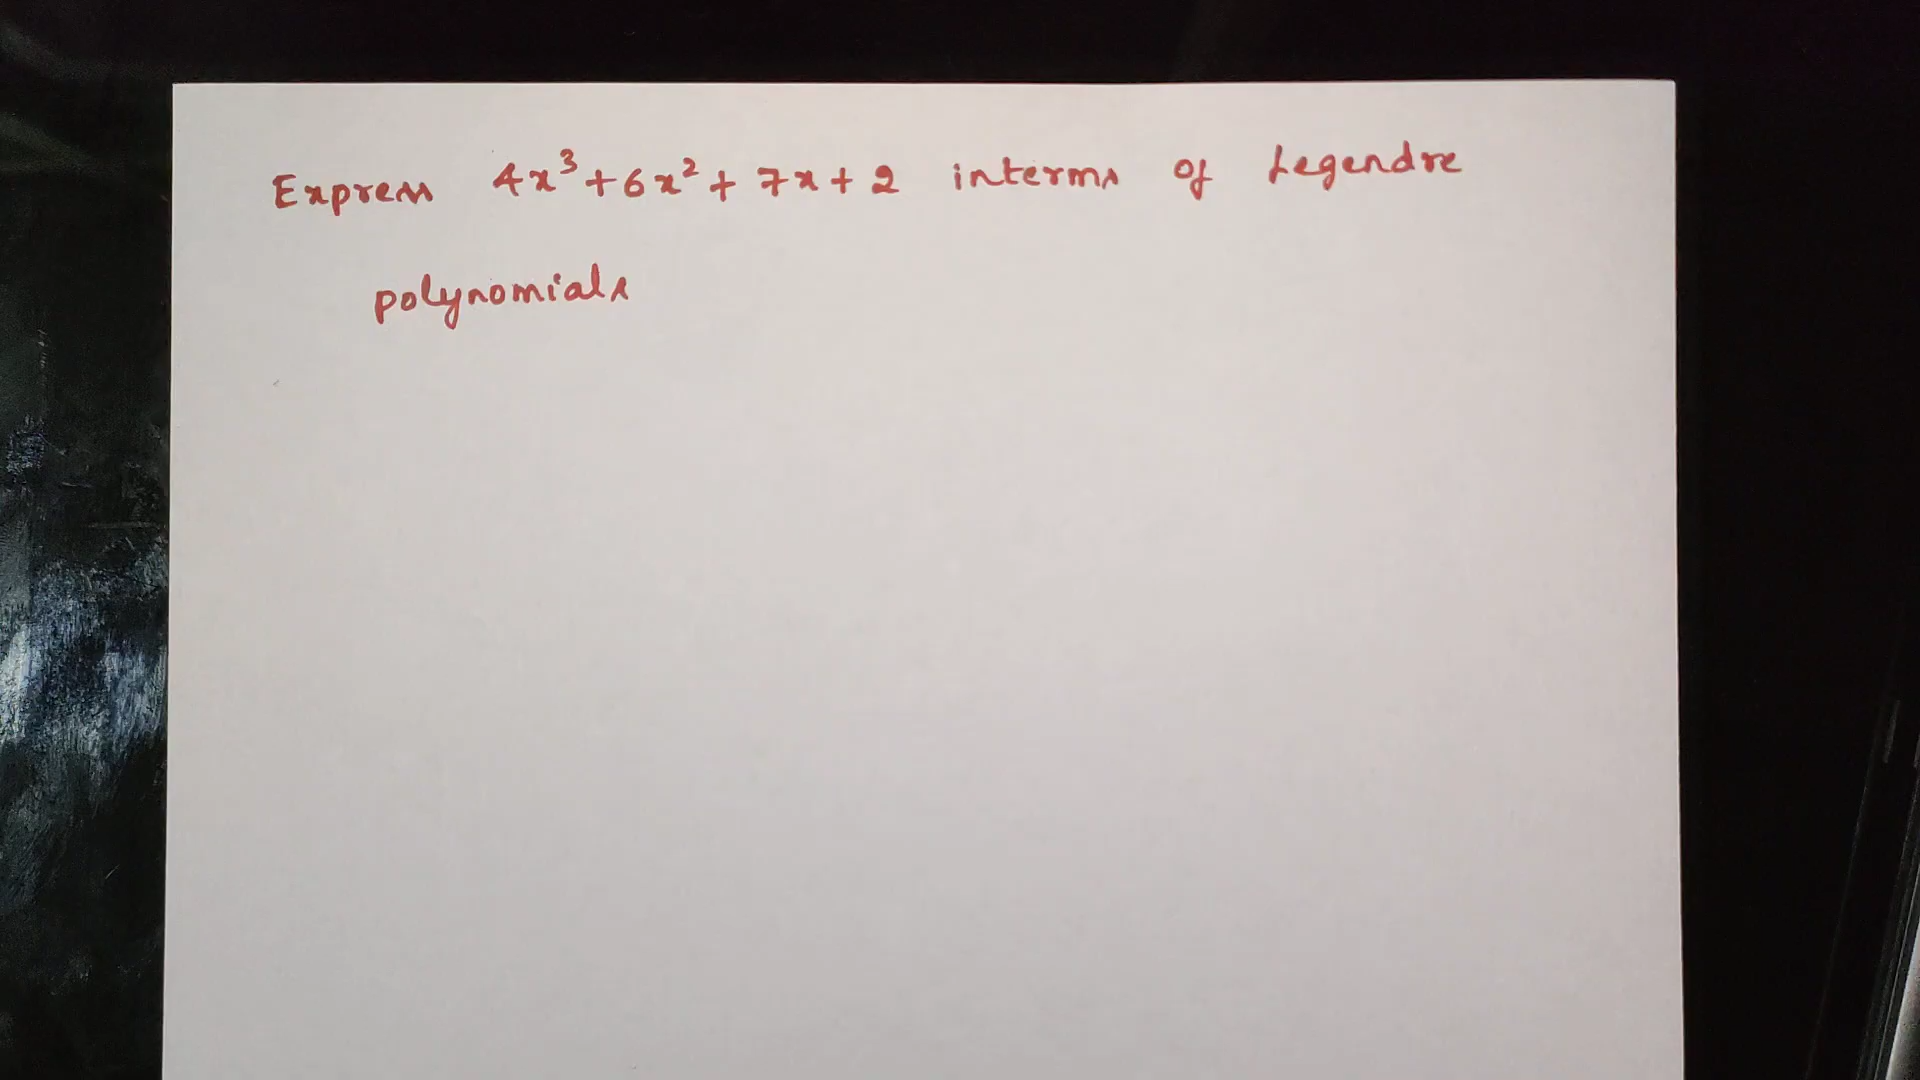 Express 4x³+6x²+7x+2 interms of Legendre
polynomials